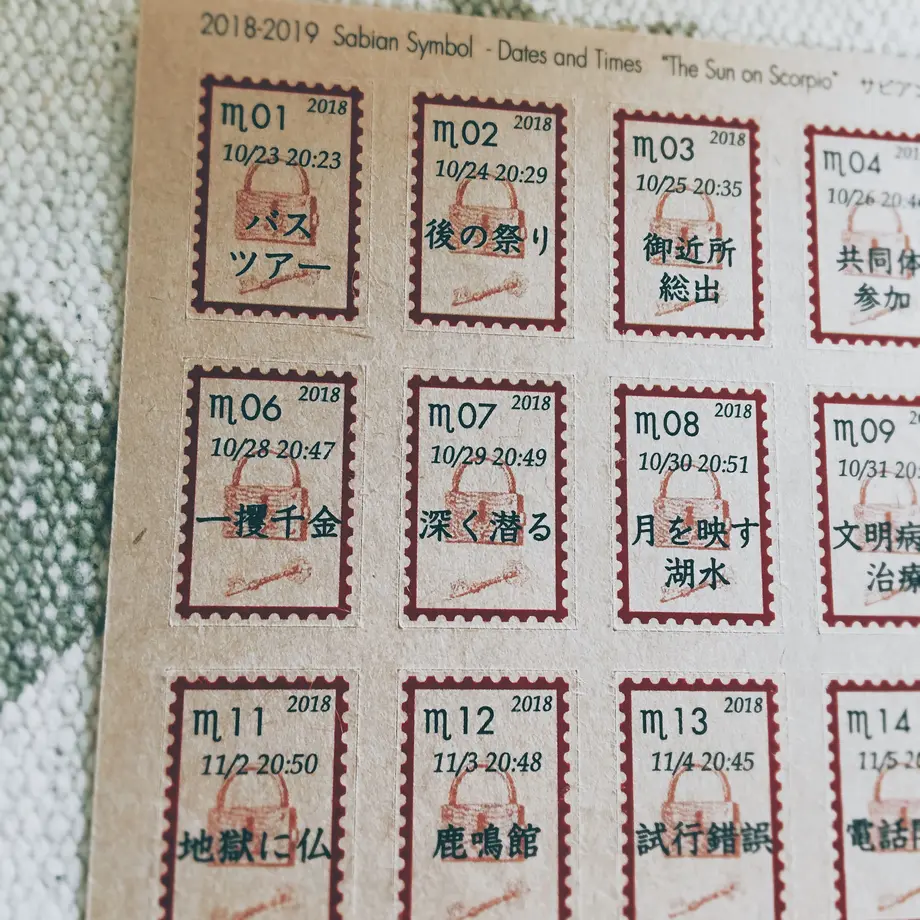 2018-2019 Sabian Symbol - Dates and Times "The Sun on Scorpio" サビア
♏01 2018
10/23 20:23
バス
ツアー
♏02 2018
10/24 20:29
後の祭り
♏03 2018
10/25 20:35
御近所
総出
♏04
10/26
共同体
参加
♏06 2018
10/28 20:47
一攫千金
♏07 2018
10/29 20:49
深く潜る
♏08 2018
10/30 20:51
月を映す
湖水
♏09
10/31
文明病
治療
♏11 2018
11/2 20:50
地獄に仏
♏12 2018
11/3 20:48
鹿鳴館
♏13 2018
11/4 20:45
試行錯誤
♏14
11/5
電話